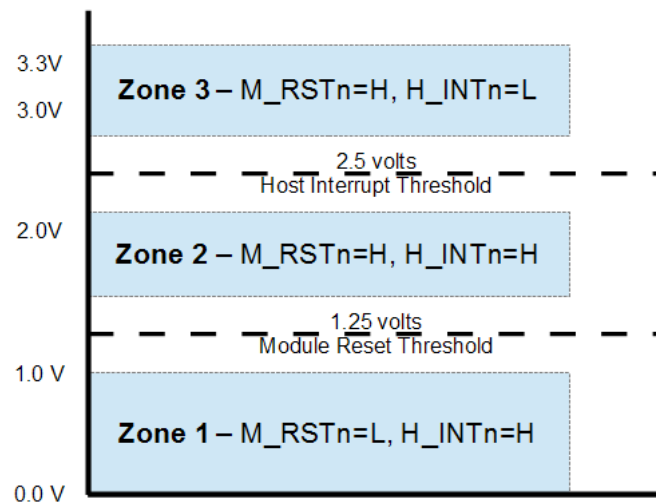 3.3V
Zone 3 – M_RSTn=H, H_INTn=L
3.0V
2.5 volts
Host Interrupt Threshold
2.0V
Zone 2 – M_RSTn=H, H_INTn=H
1.25 volts
Module Reset Threshold
1.0 V
Zone 1 – M_RSTn=L, H_INTn=H
0.0 V